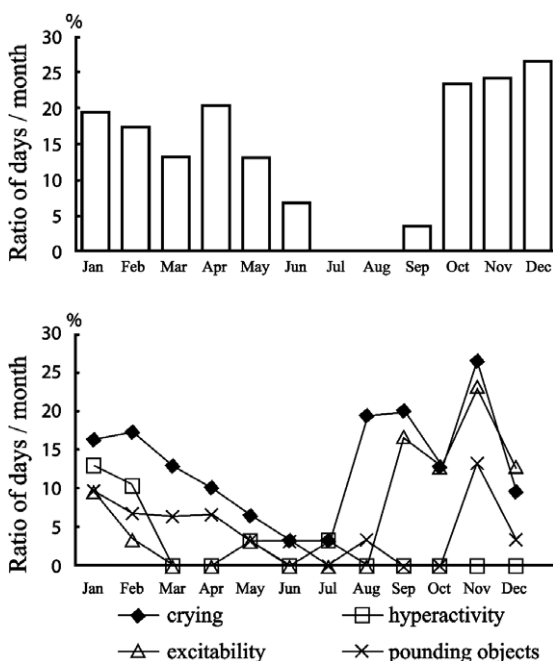 %
30
25
20
15
10
5
0
Ratio of days / month
Jan Feb Mar Apr May Jun Jul Aug Sep Oct Nov Dec
%
30
25
20
15
10
5
0
Ratio of days / month
Jan Feb Mar Apr May Jun Jul Aug Sep Oct Nov Dec
crying hyperactivity
excitability pounding objects